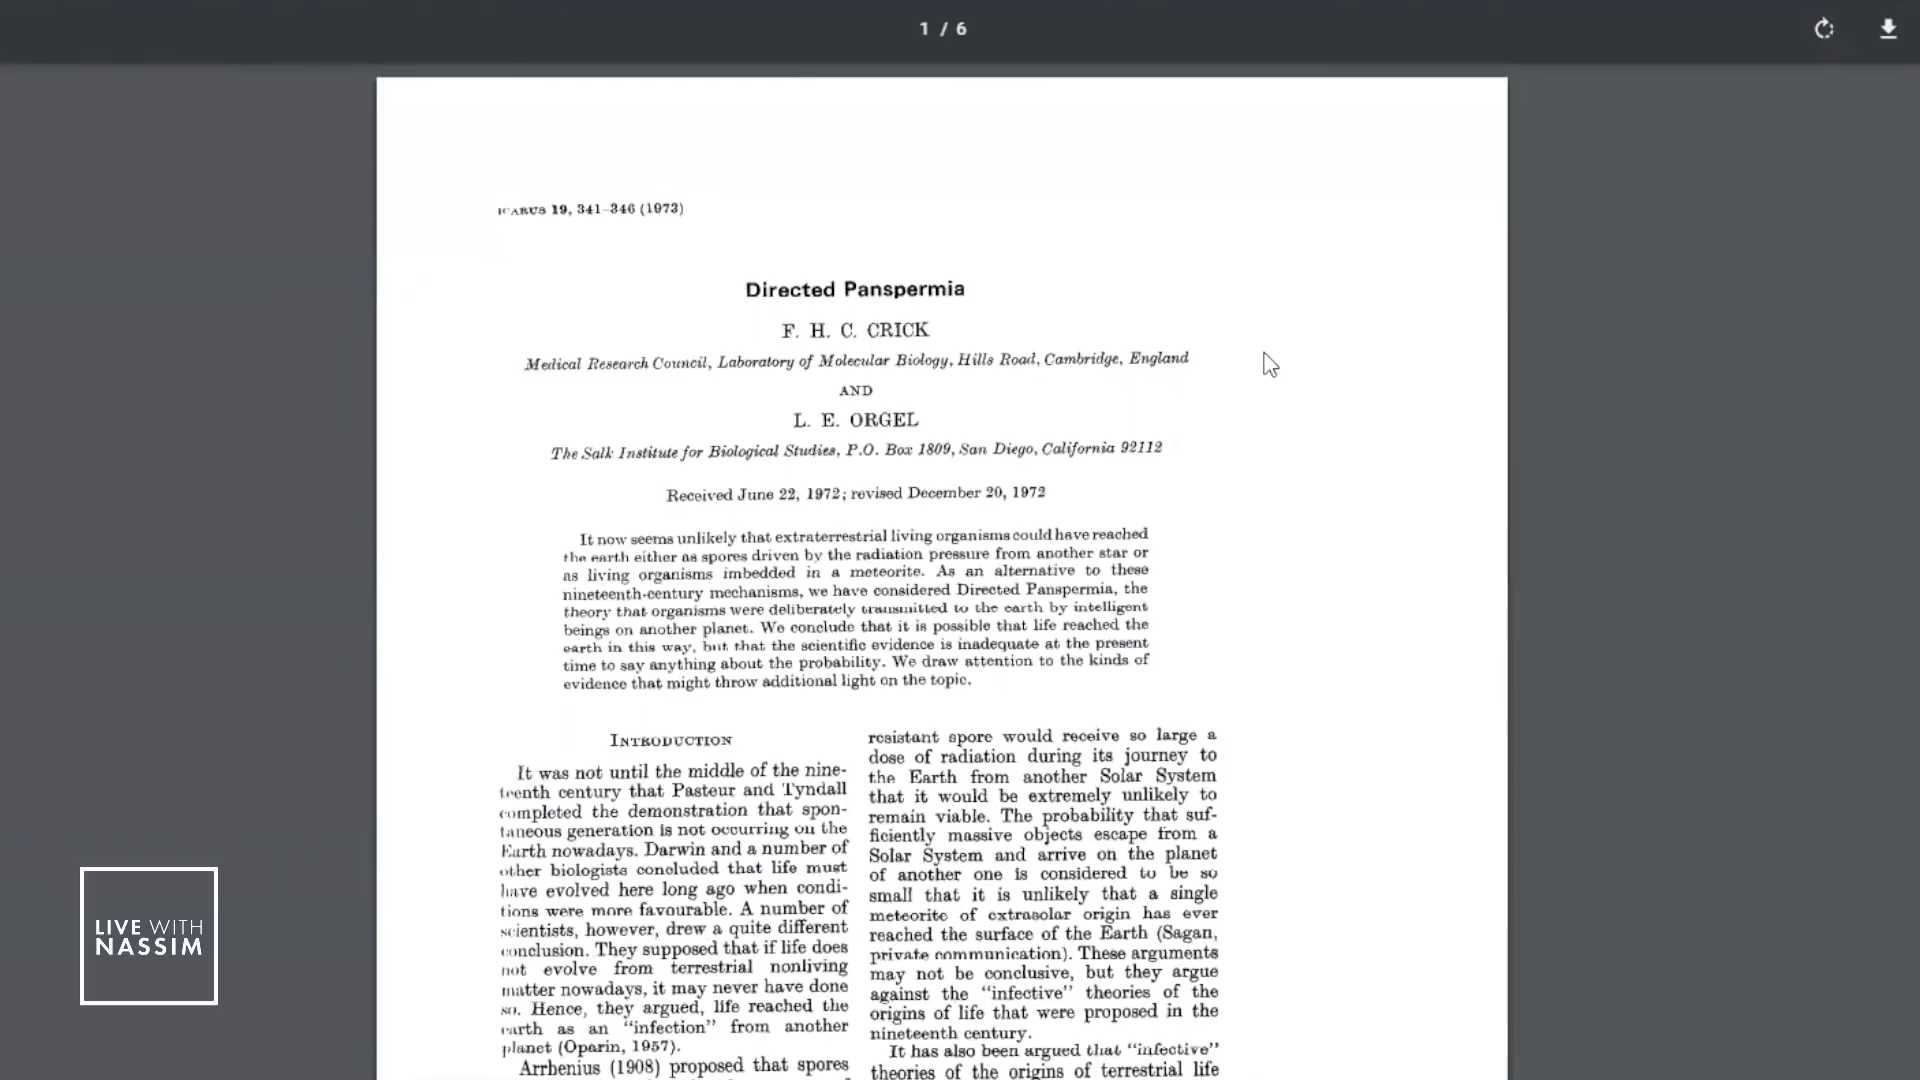 1 / 6
ICARUS 19, 341–346 (1973)
Directed Panspermia
F. H. C. CRICK
Medical Research Council, Laboratory of Molecular Biology, Hills Road, Cambridge, England
AND
L. E. ORGEL
The Salk Institute for Biological Studies, P.O. Box 1809, San Diego, California 92112
Received June 22, 1972; revised December 20, 1972
It now seems unlikely that extraterrestrial living organisms could have reached
the earth either as spores driven by the radiation pressure from another star or
as living organisms imbedded in a meteorite. As an alternative to these
nineteenth-century mechanisms, we have considered Directed Panspermia, the
theory that organisms were deliberately transmitted to the earth by intelligent
beings on another planet. We conclude that it is possible that life reached the
earth in this way, but that the scientific evidence is inadequate at the present
time to say anything about the probability. We draw attention to the kinds of
evidence that might throw additional light on the topic.
INTRODUCTION
It was not until the middle of the nine-
teenth century that Pasteur and Tyndall
completed the demonstration that spon-
taneous generation is not occurring on the
Earth nowadays. Darwin and a number of
other biologists concluded that life must
have evolved here long ago when condi-
tions were more favourable. A number of
scientists, however, drew a quite different
conclusion. They supposed that if life does
not evolve from terrestrial nonliving
matter nowadays, it may never have done
so. Hence, they argued, life reached the
earth as an "infection" from another
planet (Oparin, 1957).
Arrhenius (1908) proposed that spores
resistant spore would receive so large a
dose of radiation during its journey to
the Earth from another Solar System
that it would be extremely unlikely to
remain viable. The probability that suf-
ficiently massive objects escape from a
Solar System and arrive on the planet
of another one is considered to be so
small that it is unlikely that a single
meteorite of extrasolar origin has ever
reached the surface of the Earth (Sagan,
private communication). These arguments
may not be conclusive, but they argue
against the "infective" theories of the
origins of life that were proposed in the
nineteenth century.
It has also been argued that "infective"
theories of the origins of terrestrial life
LIVE WITH
NASSIM